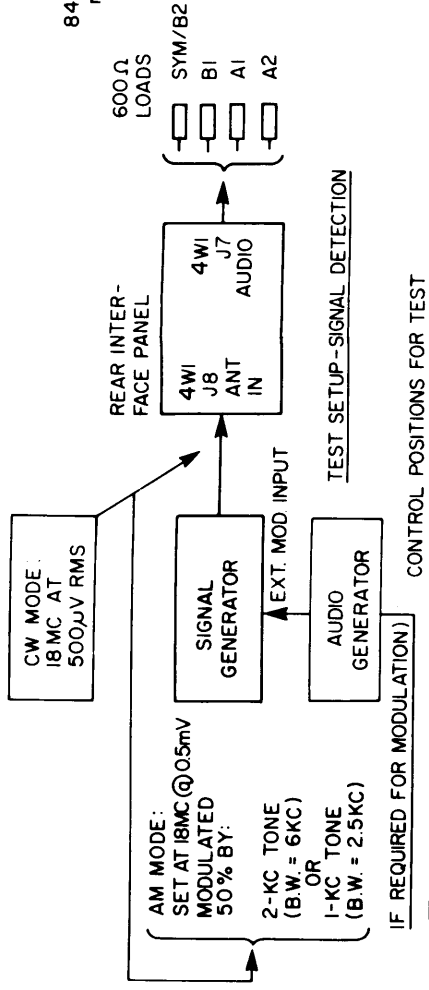 84
600Ω
LOADS
SYM/B2
B1
A1
A2
REAR INTER-
FACE PANEL
4W1
J8
ANT
IN
4W1
J7
AUDIO
CW MODE:
18 MC AT
500µV RMS
SIGNAL
GENERATOR
EXT. MOD. INPUT
AUDIO
GENERATOR
AM MODE:
SET AT 18MC @ 0.5mV
MODULATED
50% BY:
2-KC TONE
(B.W. = 6KC)
OR
1-KC TONE
(B.W. = 2.5KC)
IF REQUIRED FOR MODULATION)
TEST SETUP-SIGNAL DETECTION
CONTROL POSITIONS FOR TEST